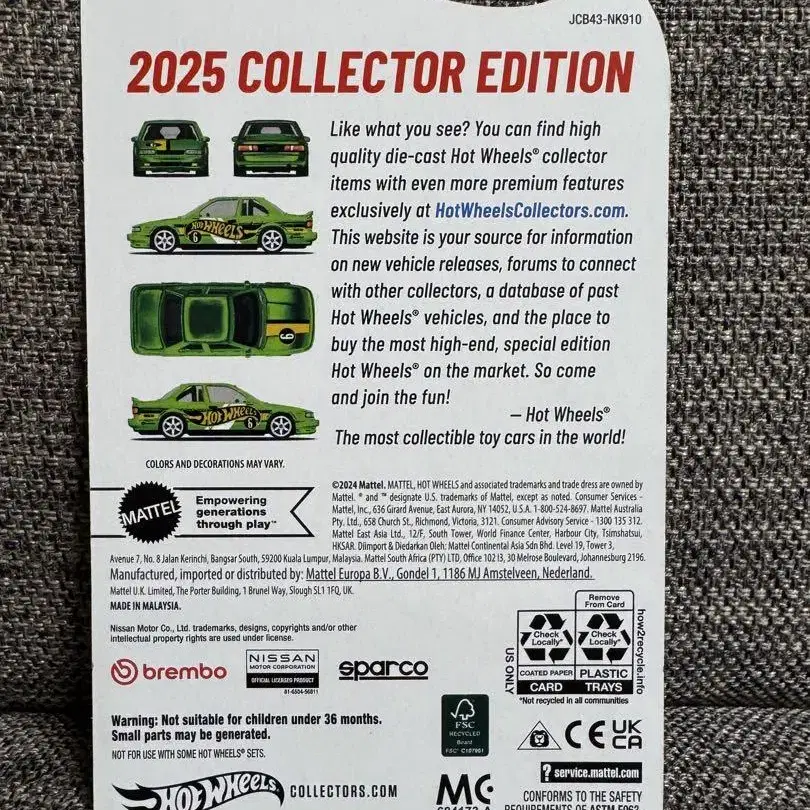 JCB43-NK910
2025 COLLECTOR EDITION
Like what you see? You can find high
quality die-cast Hot Wheels® collector
items with even more premium features
exclusively at HotWheelsCollectors.com.
This website is your source for information
on new vehicle releases, forums to connect
with other collectors, a database of past
Hot Wheels® vehicles, and the place to
buy the most high-end, special edition
Hot Wheels® on the market. So come
and join the fun!
– Hot Wheels®
The most collectible toy cars in the world!
HOT WHEELS
6
6
HOT WHEELS
6
COLORS AND DECORATIONS MAY VARY.
MATTEL
Empowering
generations
through play™
©2024 Mattel. MATTEL, HOT WHEELS and associated trademarks and trade dress are owned by
Mattel. ® and ™ designate U.S. trademarks of Mattel, except as noted. Consumer Services -
Mattel, Inc., 636 Girard Avenue, East Aurora, NY 14052, U.S.A. 1-800-524-8697. Mattel Australia
Pty. Ltd., 658 Church St., Richmond, Victoria, 3121. Consumer Advisory Service - 1300 135 312.
Mattel East Asia Ltd., 12/F, South Tower, World Finance Center, Harbour City, Tsimshatsui,
HKSAR. Diimport & Diedarkan Oleh: Mattel Continental Asia Sdn Bhd. Level 19, Tower 3,
Avenue 7, No. 8 Jalan Kerinchi, Bangsar South, 59200 Kuala Lumpur, Malaysia. Mattel South Africa (PTY) LTD, Office 102 I3, 30 Melrose Boulevard, Johannesburg 2196.
Manufactured, imported or distributed by: Mattel Europa B.V., Gondel 1, 1186 MJ Amstelveen, Nederland.
Mattel U.K. Limited, The Porter Building, 1 Brunel Way, Slough SL1 1FQ, UK.
MADE IN MALAYSIA.
Nissan Motor Co., Ltd. trademarks, designs, copyrights and/or other
intellectual property rights are used under license.
brembo
NISSAN
MOTOR CORPORATION
OFFICIAL LICENSED PRODUCT
sparco
US ONLY
Remove
From Card
Check
Locally*
Check
Locally*
COATED PAPER
CARD
PLASTIC
TRAYS
*Not recycled in all communities
how2recycle.info
Warning: Not suitable for children under 36 months.
Small parts may be generated.
NOT FOR USE WITH SOME HOT WHEELS® SETS.
FSC
RECYCLED
Board
FSC® C107901
CE
UK
CA
? service.mattel.com
HOT WHEELS
COLLECTORS.COM
MC
CONFORMS TO THE SAFETY
REQUIREMENTS OF ASTM F963